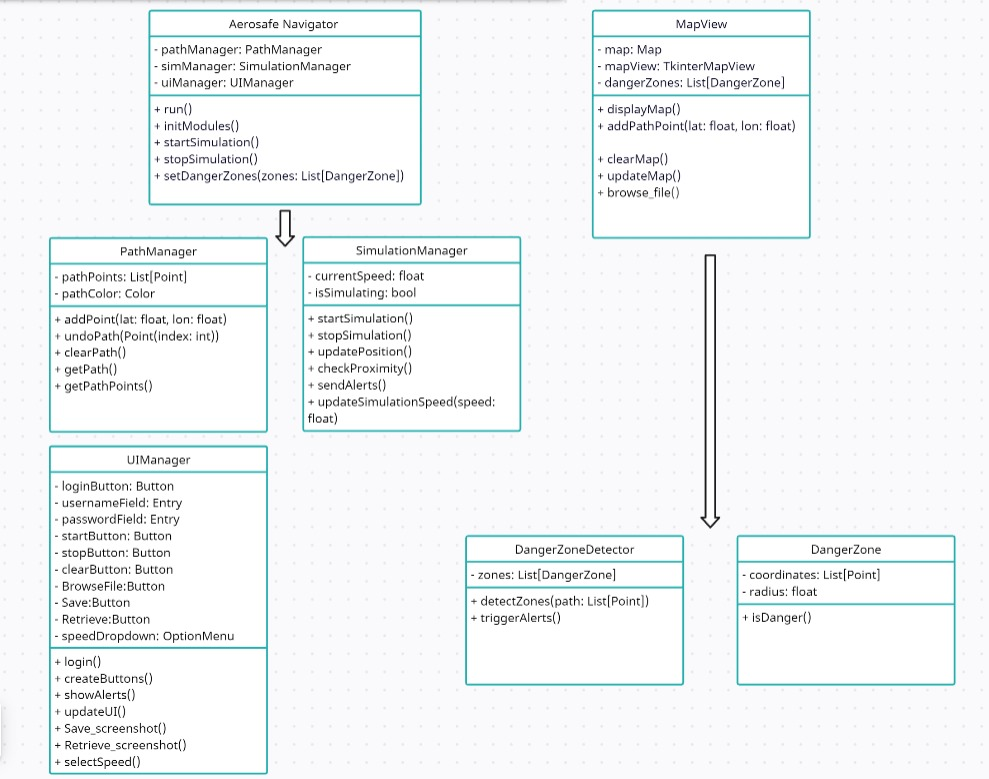 Aerosafe Navigator
- pathManager: PathManager
- simManager: SimulationManager
- uiManager: UIManager
+ run()
+ initModules()
+ startSimulation()
+ stopSimulation()
+ setDangerZones(zones: List[DangerZone])
MapView
- map: Map
- mapView: TkinterMapView
- dangerZones: List[DangerZone]
+ displayMap()
+ addPathPoint(lat: float, lon: float)
+ clearMap()
+ updateMap()
+ browse_file()
PathManager
- pathPoints: List[Point]
- pathColor: Color
+ addPoint(lat: float, lon: float)
+ undoPath(Point(index: int))
+ clearPath()
+ getPath()
+ getPathPoints()
SimulationManager
- currentSpeed: float
- isSimulating: bool
+ startSimulation()
+ stopSimulation()
+ updatePosition()
+ checkProximity()
+ sendAlerts()
+ updateSimulationSpeed(speed:
float)
UIManager
- loginButton: Button
- usernameField: Entry
- passwordField: Entry
- startButton: Button
- stopButton: Button
- clearButton: Button
- BrowseFile:Button
- Save:Button
- Retrieve:Button
- speedDropdown: OptionMenu
+ login()
+ createButtons()
+ showAlerts()
+ updateUI()
+ Save_screenshot()
+ Retrieve_screenshot()
+ selectSpeed()
DangerZoneDetector
- zones: List[DangerZone]
+ detectZones(path: List[Point])
+ triggerAlerts()
DangerZone
- coordinates: List[Point]
- radius: float
+ isDanger()